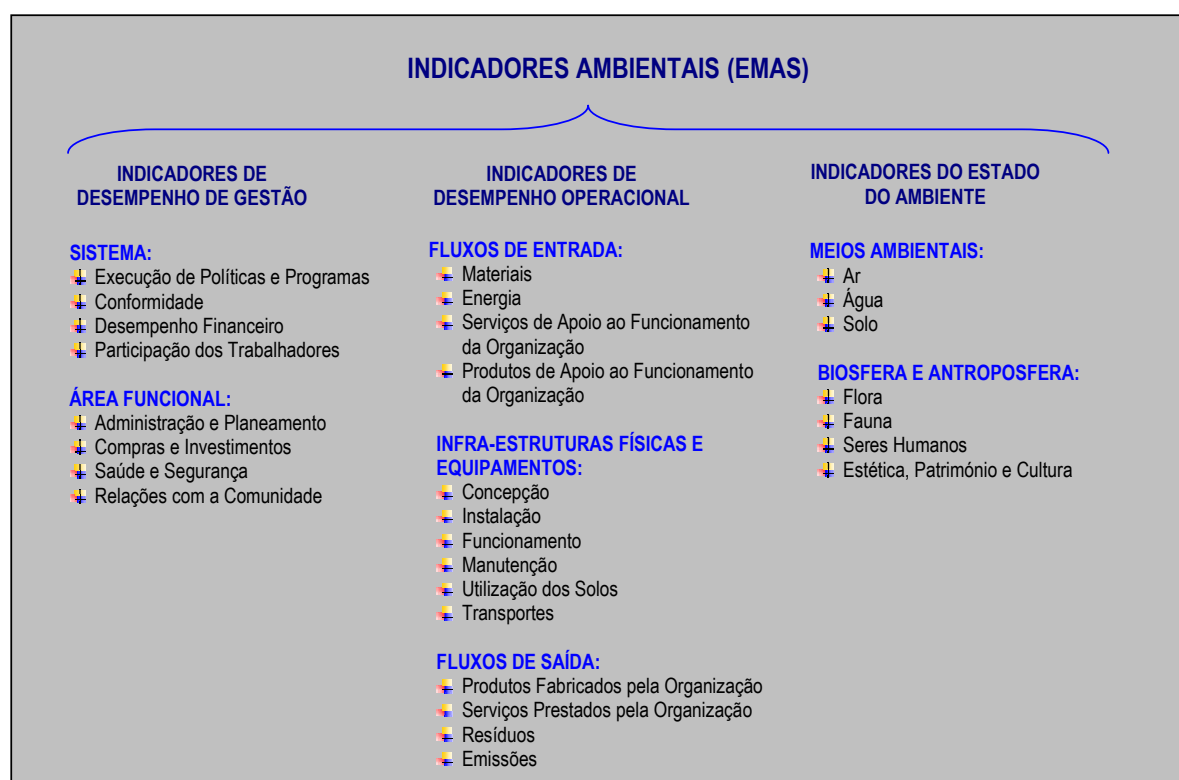 INDICADORES AMBIENTAIS (EMAS)
INDICADORES DE
DESEMPENHO DE GESTÃO
SISTEMA:
Execução de Políticas e Programas
Conformidade
Desempenho Financeiro
Participação dos Trabalhadores
ÁREA FUNCIONAL:
Administração e Planeamento
Compras e Investimentos
Saúde e Segurança
Relações com a Comunidade
INDICADORES DE
DESEMPENHO OPERACIONAL
FLUXOS DE ENTRADA:
Materiais
Energia
Serviços de Apoio ao Funcionamento
da Organização
Produtos de Apoio ao Funcionamento
da Organização
INFRA-ESTRUTURAS FÍSICAS E
EQUIPAMENTOS:
Concepção
Instalação
Funcionamento
Manutenção
Utilização dos Solos
Transportes
FLUXOS DE SAÍDA:
Produtos Fabricados pela Organização
Serviços Prestados pela Organização
Resíduos
Emissões
INDICADORES DO ESTADO
DO AMBIENTE
MEIOS AMBIENTAIS:
Ar
Água
Solo
BIOSFERA E ANTROPOSFERA:
Flora
Fauna
Seres Humanos
Estética, Património e Cultura